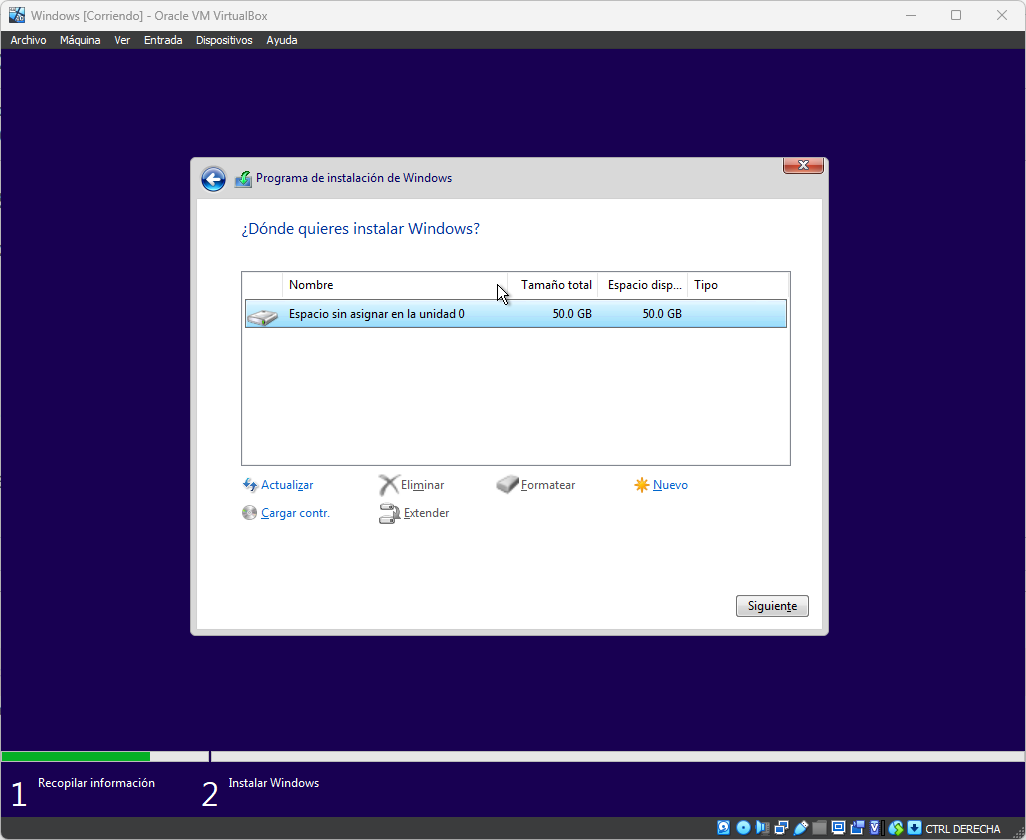 Windows [Corriendo] - Oracle VM VirtualBox
Archivo Máquina Ver Entrada Dispositivos Ayuda
Programa de instalación de Windows
¿Dónde quieres instalar Windows?
Nombre Tamaño total Espacio disp... Tipo
Espacio sin asignar en la unidad 0 50.0 GB 50.0 GB
Actualizar Eliminar Formatear Nuevo
Cargar contr. Extender
Siguiente
1 Recopilar información 2 Instalar Windows
CTRL DERECHA